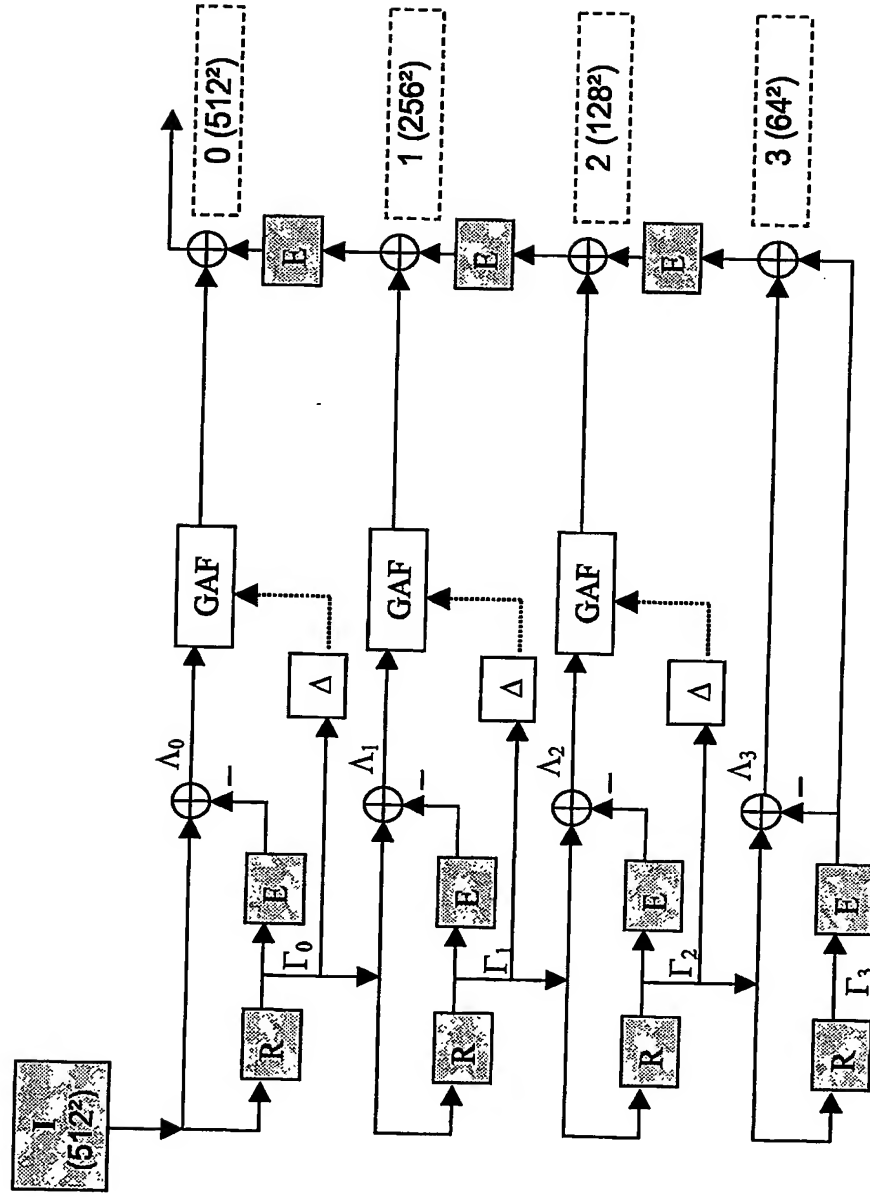 I
(512²)
Λ₀
GAF
0 (512²)
R
E
–
Δ
E
Γ₀
Λ₁
GAF
1 (256²)
R
E
–
Δ
E
Γ₁
Λ₂
GAF
2 (128²)
R
E
–
Δ
E
Γ₂
Λ₃
3 (64²)
R
E
–
Γ₃